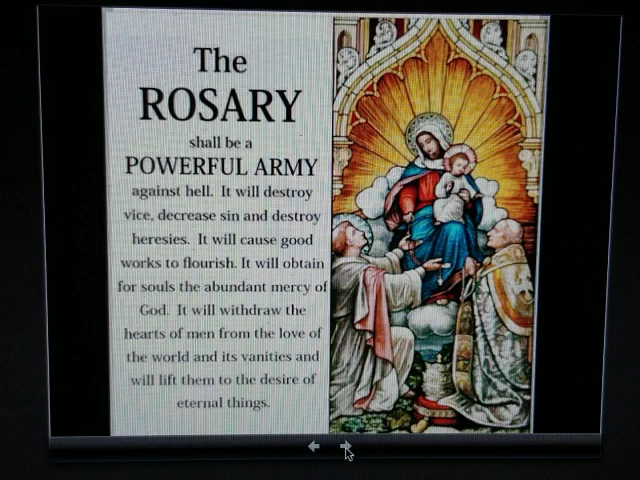 The
ROSARY
shall be a
POWERFUL ARMY
against hell. It will destroy
vice, decrease sin and destroy
heresies. It will cause good
works to flourish. It will obtain
for souls the abundant mercy of
God. It will withdraw the
hearts of men from the love of
the world and its vanities and
will lift them to the desire of
eternal things.